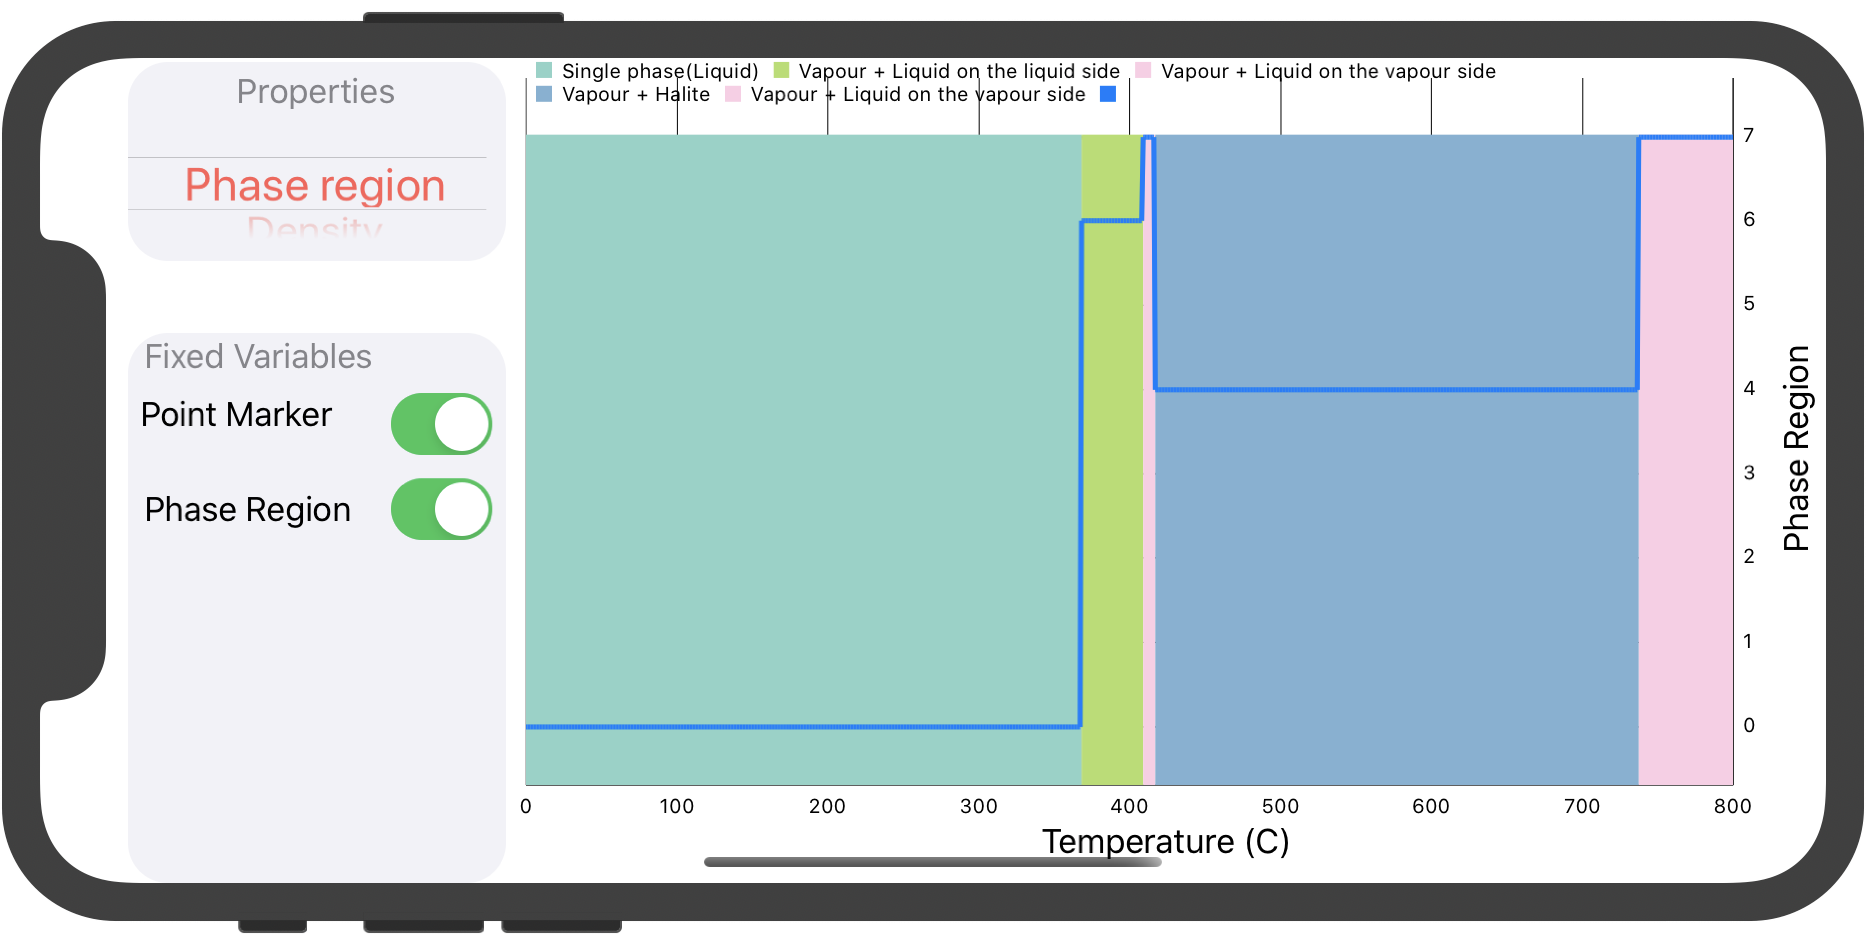 Properties
Phase region
Density
Fixed Variables
Point Marker
Phase Region
Single phase(Liquid) Vapour + Liquid on the liquid side Vapour + Liquid on the vapour side
Vapour + Halite Vapour + Liquid on the vapour side
7
6
5
4
3
2
1
0
Phase Region
0 100 200 300 400 500 600 700 800
Temperature (C)